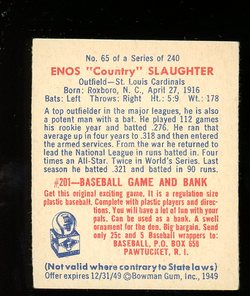 No. 65 of a Series of 240
ENOS "Country" SLAUGHTER
Outfield—St. Louis Cardinals
Born: Roxboro, N. C., April 27, 1916
Bats: Left Throws: Right Ht.: 5:9 Wt.: 178
A top outfielder in the major leagues, he is also
a potent man with a bat. He played 112 games
his rookie year and batted .276. He ran that
average up in four years to .318 and then entered
the armed services. From the war he returned to
lead the National League in runs batted in. Four
times an All-Star. Twice in World's Series. Last
season he batted .321 and batted in 90 runs.
#201—BASEBALL GAME AND BANK
Get this original exciting game. It is a regulation size
plastic baseball. Complete with plastic players and direc-
tions. You will have a lot of fun with your
pals. Can be used as a bank. A swell
ornament for the den. Big bargain. Send
only 25c and 5 Baseball wrappers to:
BASEBALL, P.O. BOX 659
PAWTUCKET, R. I.
(Not valid where contrary to State laws)
Offer expires 12/31/49 ©Bowman Gum, Inc., 1949